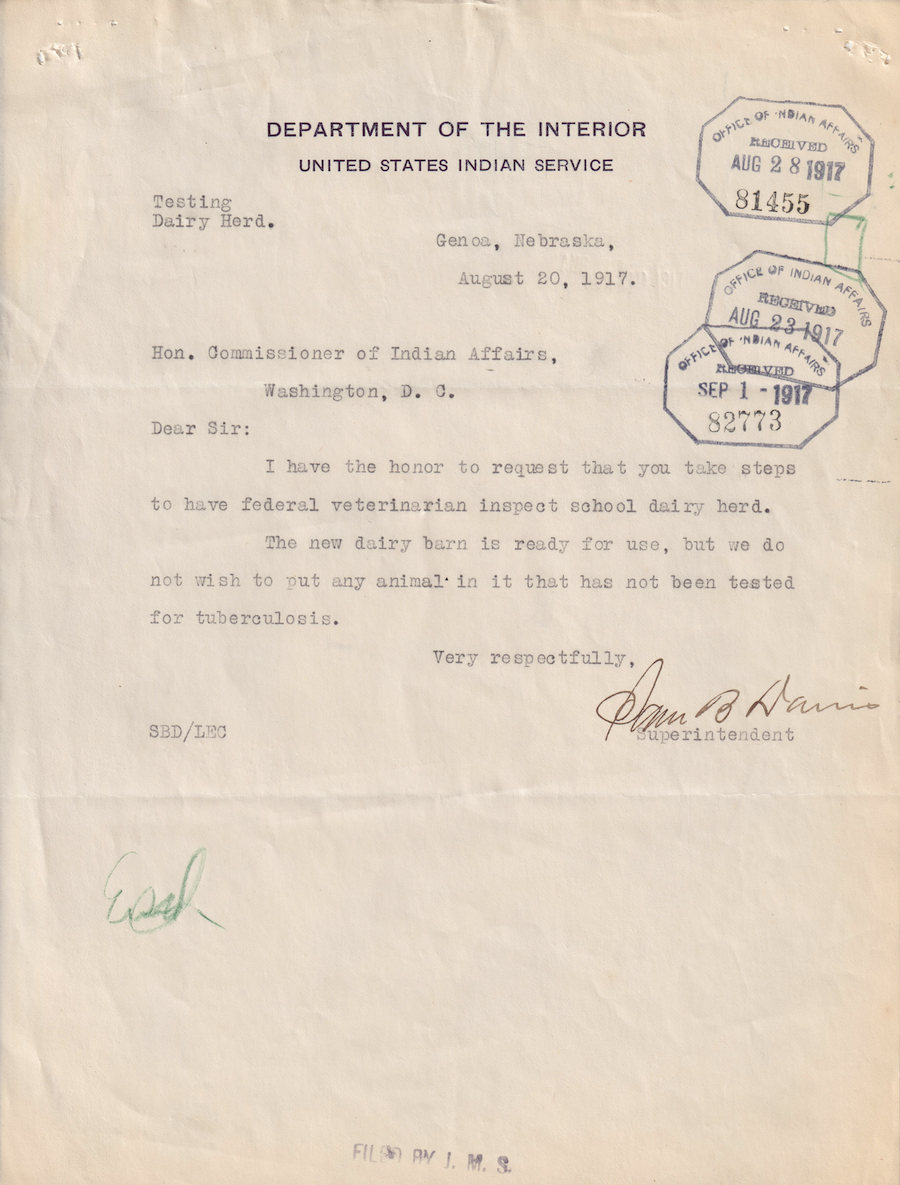 DEPARTMENT OF THE INTERIOR
UNITED STATES INDIAN SERVICE
OFFICE OF INDIAN AFFAIRS
RECEIVED
AUG 28 1917
81455
Testing
Dairy Herd.
Genoa, Nebraska,
August 20, 1917.
OFFICE OF INDIAN AFFAIRS
RECEIVED
AUG 23 1917
OFFICE OF INDIAN AFFAIRS
RECEIVED
SEP 1 - 1917
82773
Hon. Commissioner of Indian Affairs,
Washington, D. C.
Dear Sir:
I have the honor to request that you take steps
to have federal veterinarian inspect school dairy herd.
The new dairy barn is ready for use, but we do
not wish to put any animal in it that has not been tested
for tuberculosis.
Very respectfully,
Sam B Davis
SBD/LEC
Superintendent
FILED BY J. M. S.